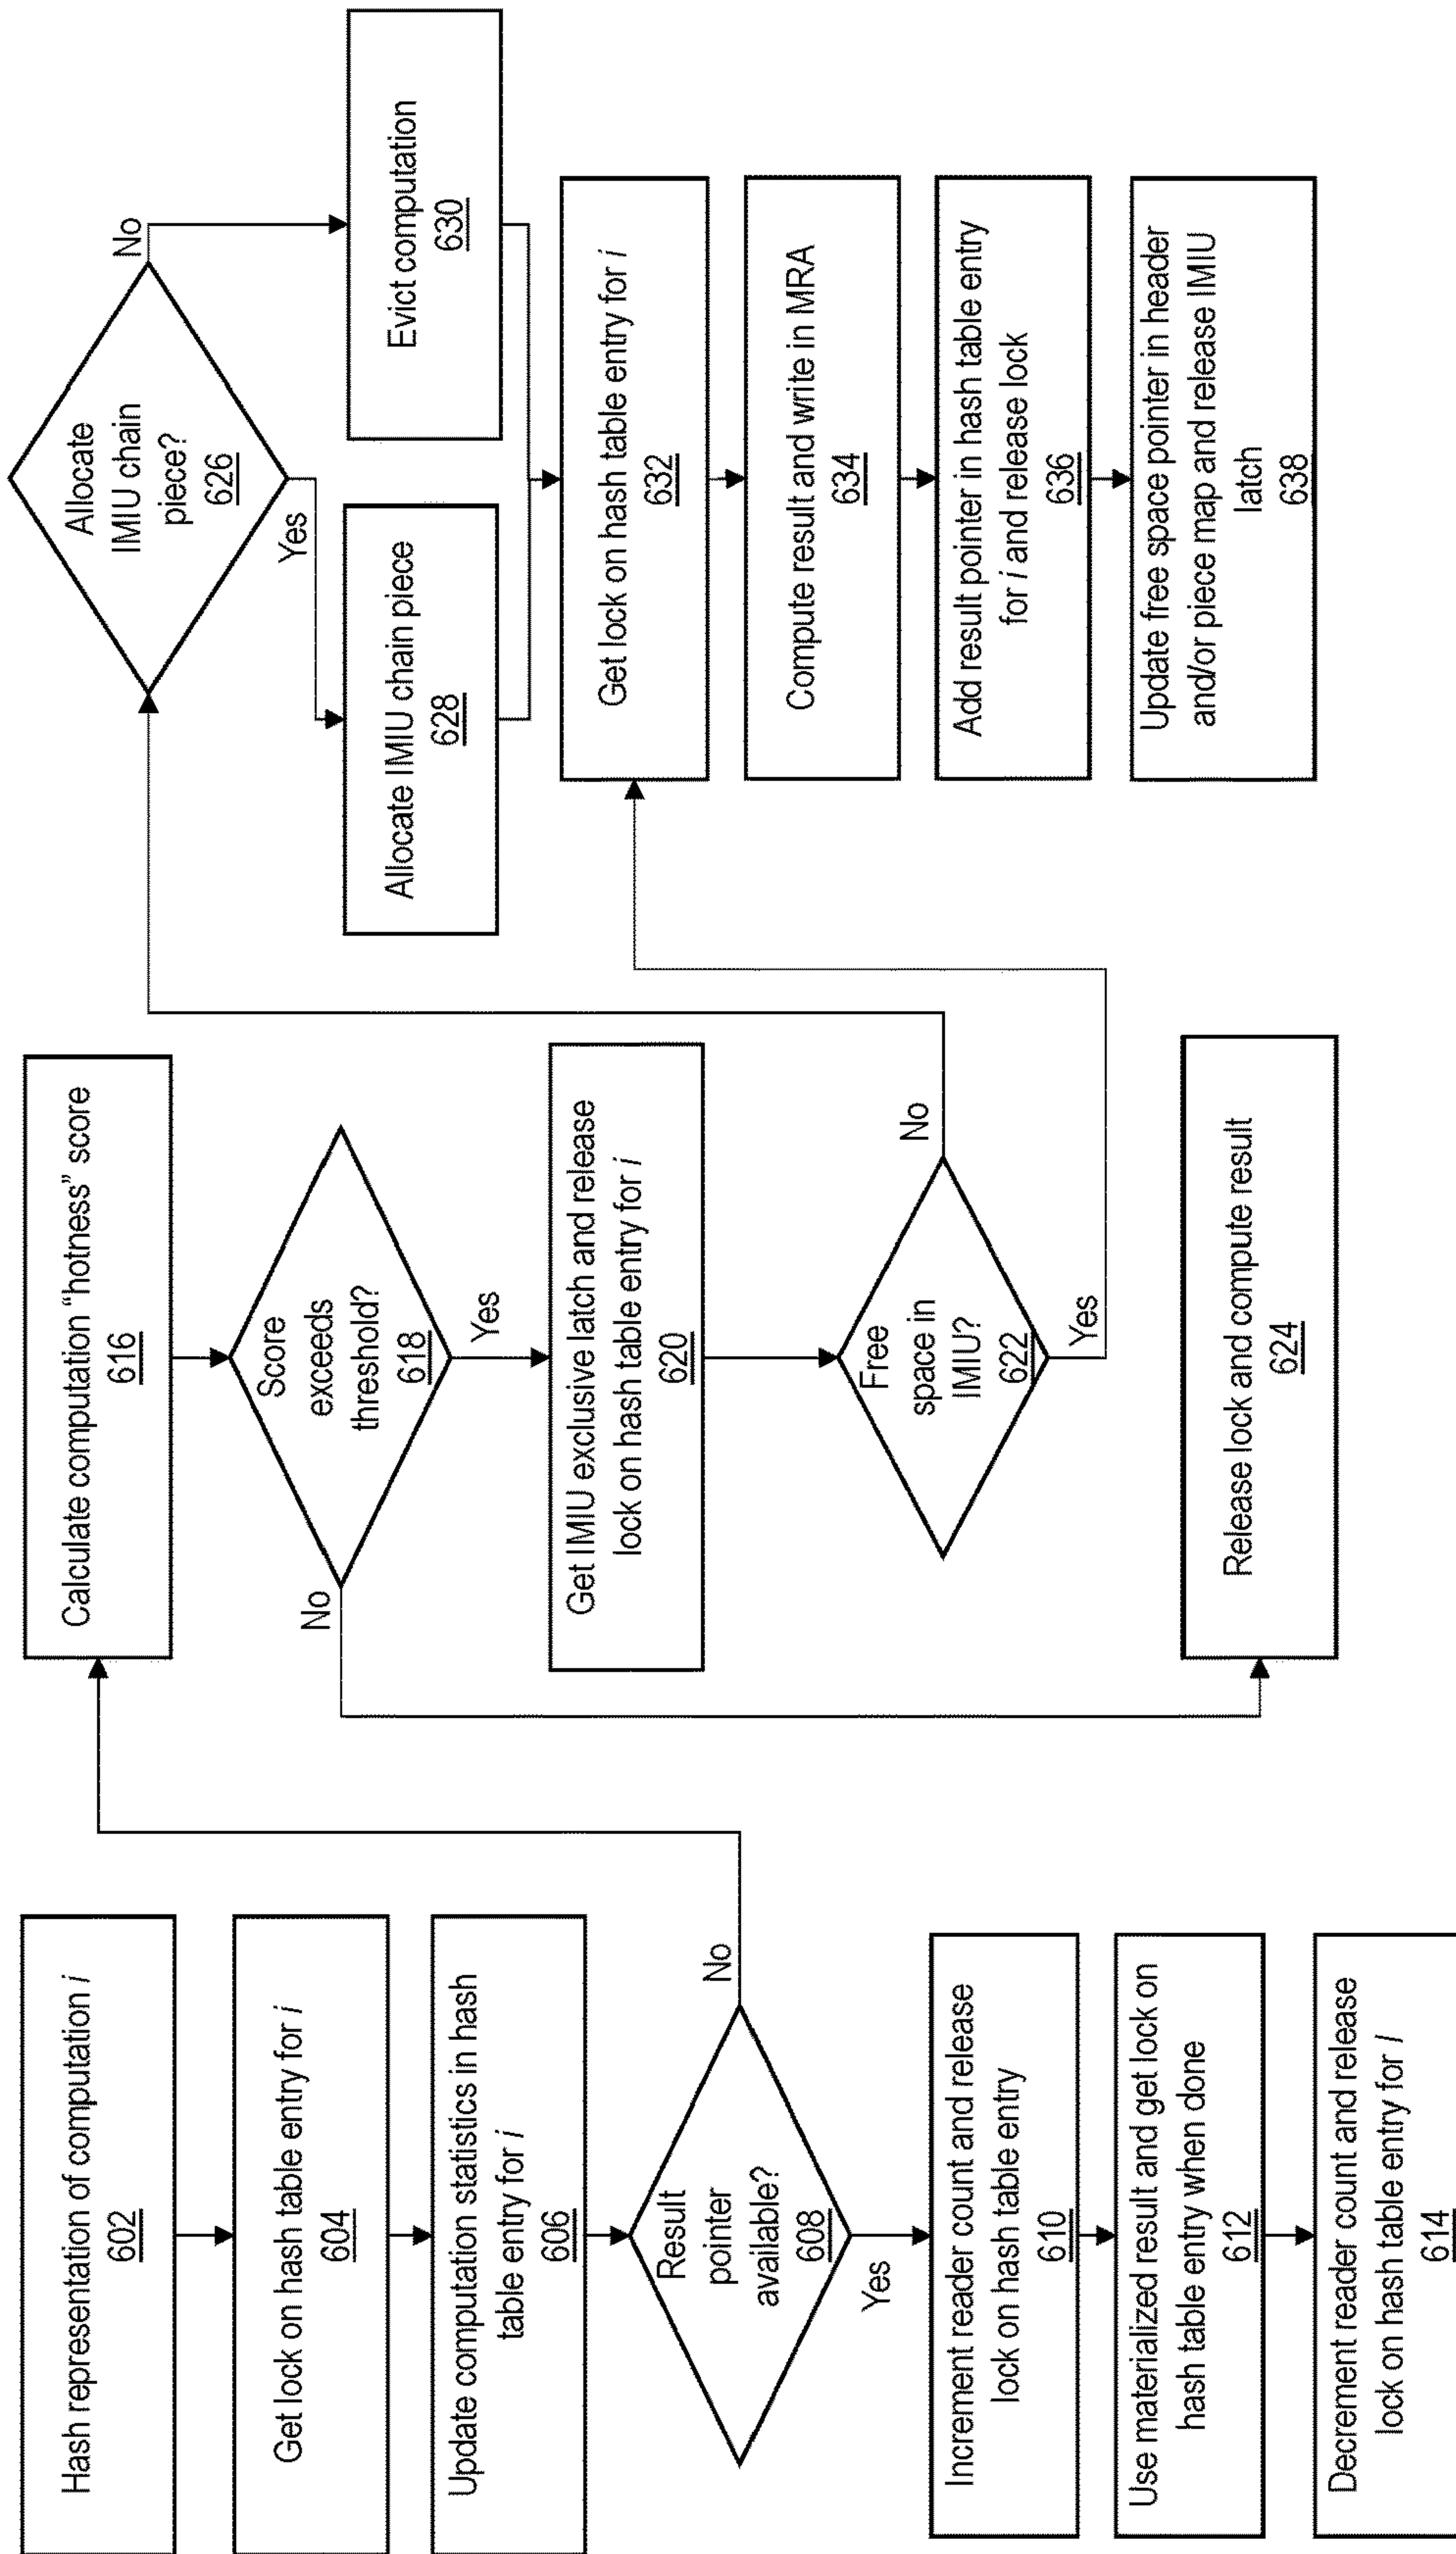 Hash representation of computation i
602
Get lock on hash table entry for i
604
Update computation statistics in hash
table entry for i
606
Result
pointer
available?
608
No
Yes
Increment reader count and release
lock on hash table entry
610
Use materialized result and get lock on
hash table entry when done
612
Decrement reader count and release
lock on hash table entry for I
614
Calculate computation “hotness” score
616
Score
exceeds
threshold?
618
No
Yes
Get IMIU exclusive latch and release
lock on hash table entry for i
620
Free
space in
IMIU?
622
No
Yes
Release lock and compute result
624
Allocate
IMIU chain
piece?
626
No
Yes
Allocate IMIU chain piece
628
Evict computation
630
Get lock on hash table entry for i
632
Compute result and write in MRA
634
Add result pointer in hash table entry
for i and release lock
636
Update free space pointer in header
and/or piece map and release IMIU
latch
638